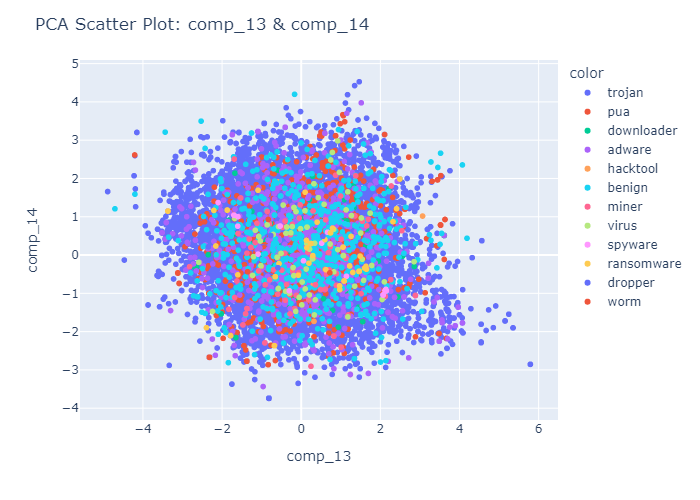 PCA Scatter Plot: comp_13 & comp_14
color
trojan
pua
downloader
adware
hacktool
benign
miner
virus
spyware
ransomware
dropper
worm
5
4
3
2
1
0
−1
−2
−3
−4
comp_14
−4 −2 0 2 4 6
comp_13